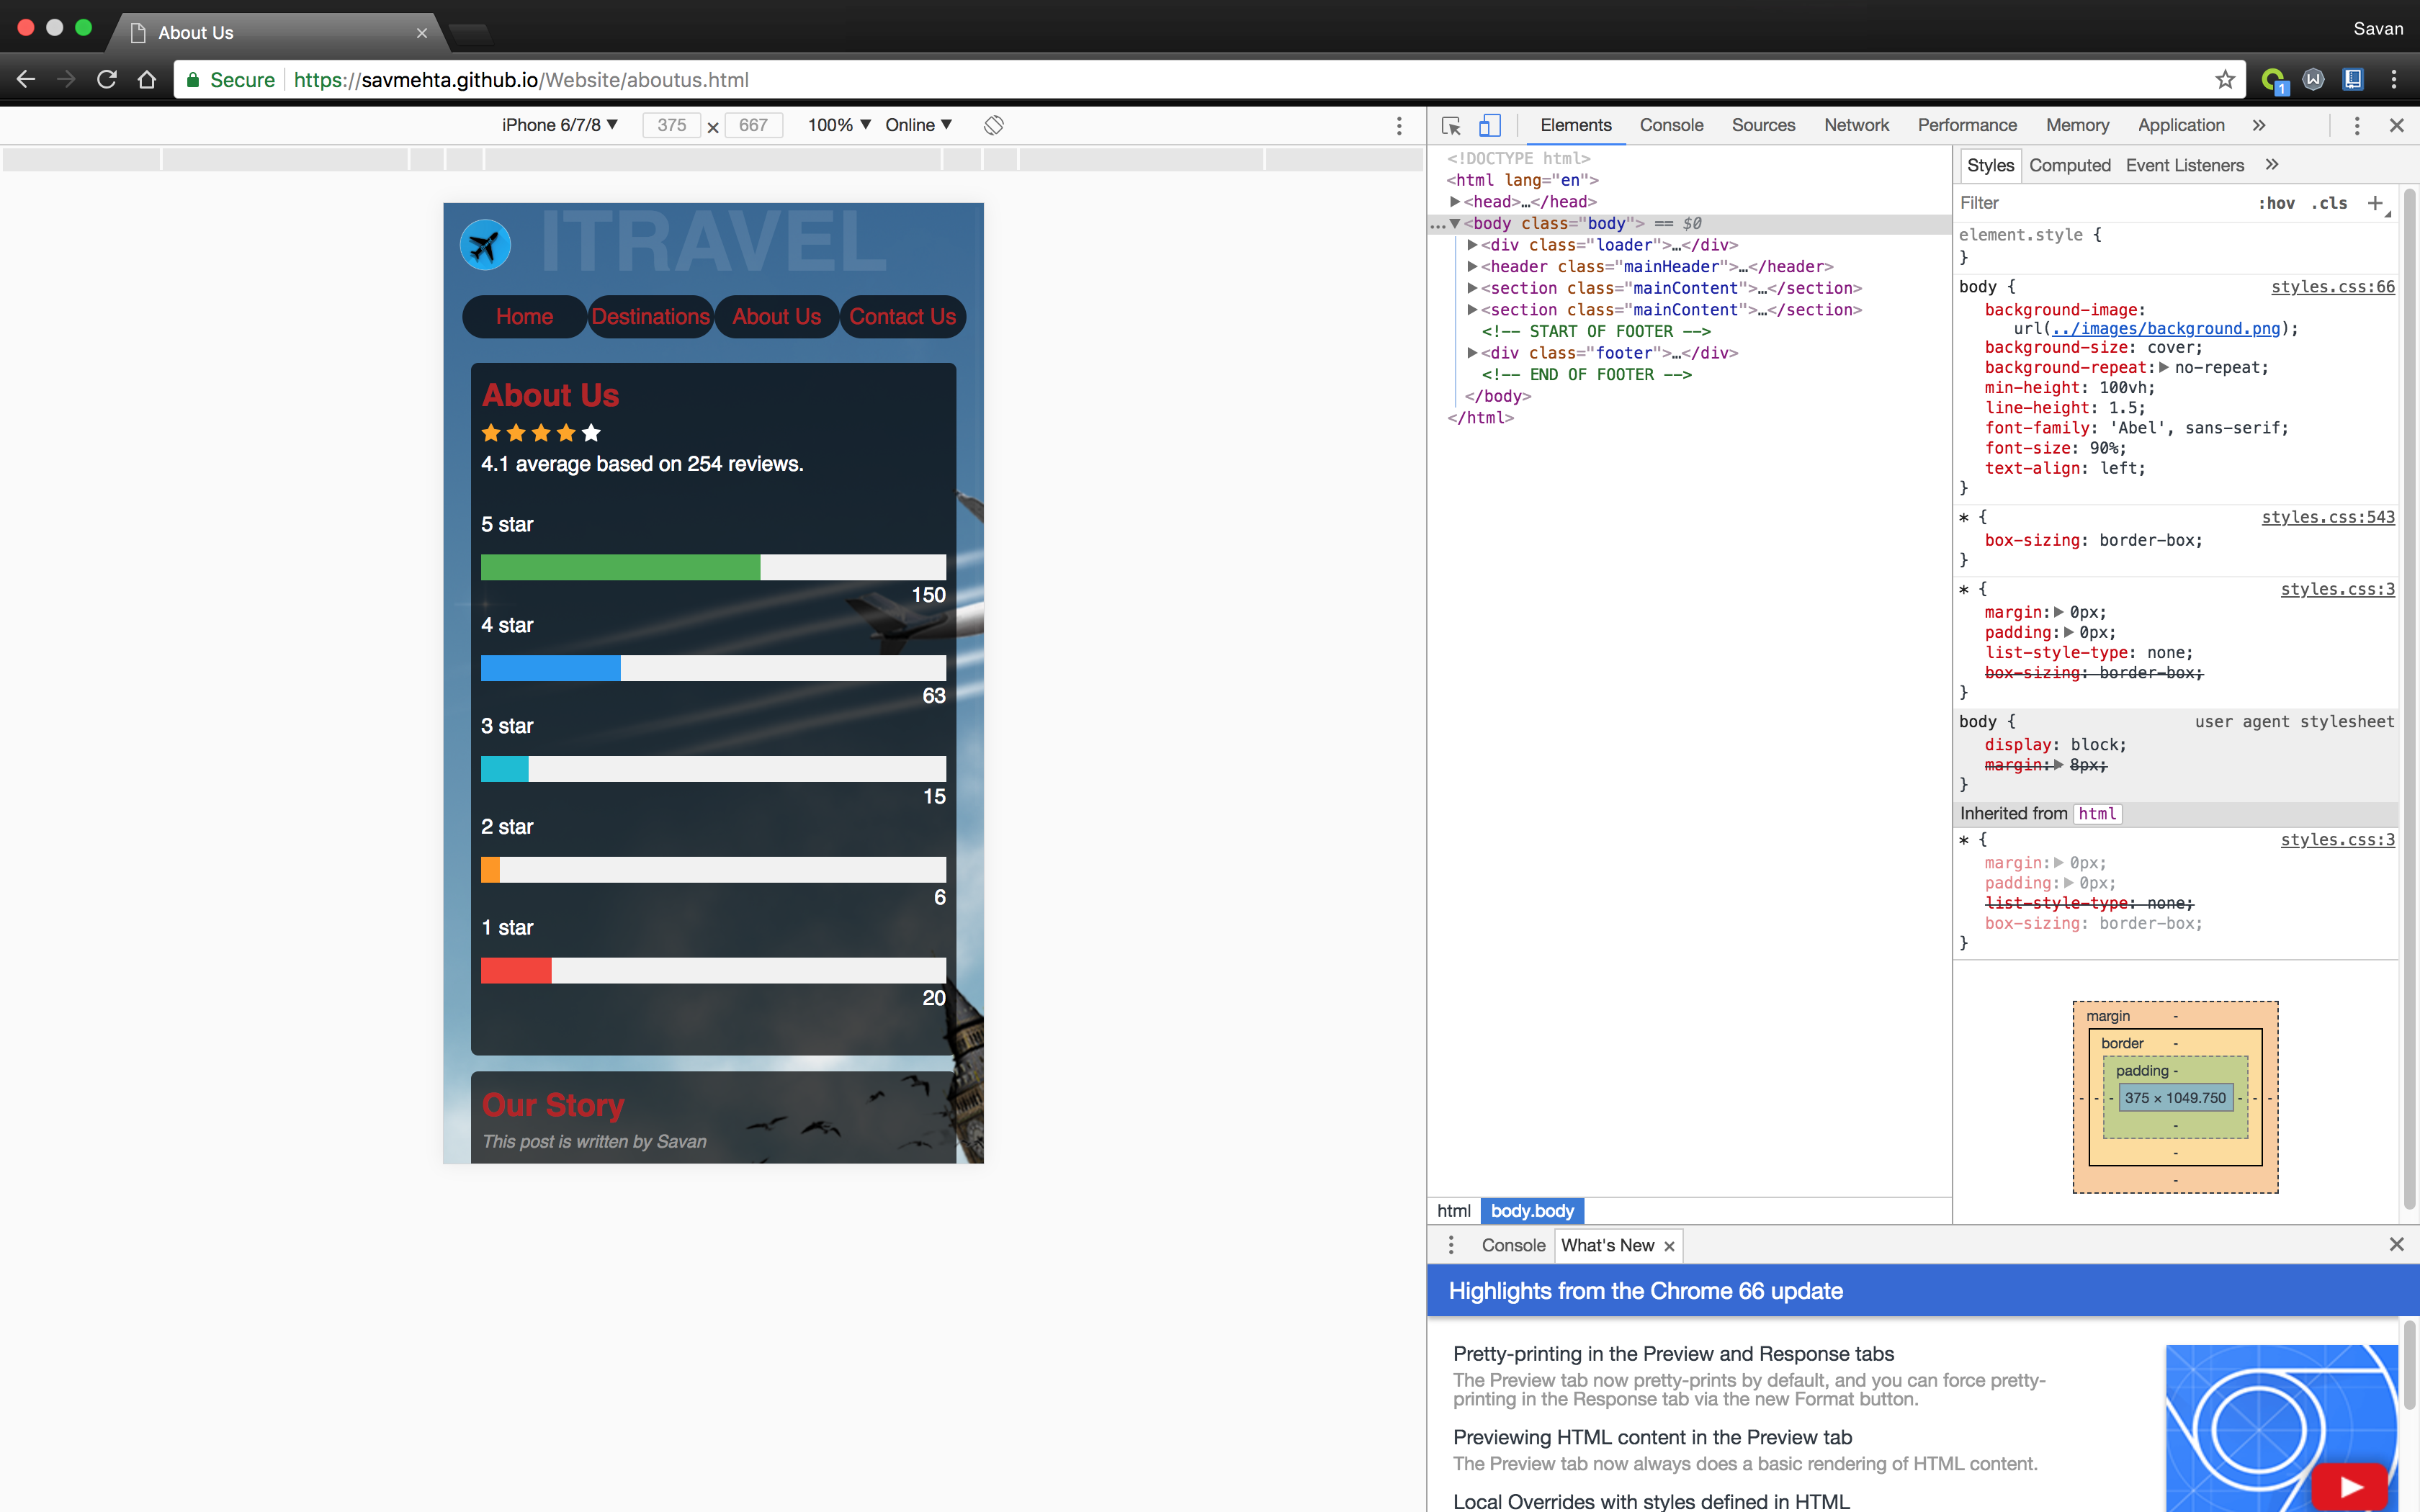 About Us
Savan
Secure https://savmehta.github.io/Website/aboutus.html
1
iPhone 6/7/8 375 × 667 100% Online
ITRAVEL
Home Destinations About Us Contact Us
About Us
4.1 average based on 254 reviews.
5 star
150
4 star
63
3 star
15
2 star
6
1 star
20
Our Story
This post is written by Savan
Elements Console Sources Network Performance Memory Application »
<!DOCTYPE html>
<html lang="en">
<head>…</head>
…<body class="body"> == $0
<div class="loader">…</div>
<header class="mainHeader">…</header>
<section class="mainContent">…</section>
<section class="mainContent">…</section>
<!-- START OF FOOTER -->
<div class="footer">…</div>
<!-- END OF FOOTER -->
</body>
</html>
html body.body
Styles Computed Event Listeners »
Filter :hov .cls +
element.style {
}
body { styles.css:66
background-image:
url(../images/background.png);
background-size: cover;
background-repeat: no-repeat;
min-height: 100vh;
line-height: 1.5;
font-family: 'Abel', sans-serif;
font-size: 90%;
text-align: left;
}
* { styles.css:543
box-sizing: border-box;
}
* { styles.css:3
margin: 0px;
padding: 0px;
list-style-type: none;
box-sizing: border-box;
}
body { user agent stylesheet
display: block;
margin: 8px;
}
Inherited from html
* { styles.css:3
margin: 0px;
padding: 0px;
list-style-type: none;
box-sizing: border-box;
}
margin -
border -
padding -
- - - 375 × 1049.750 - - -
-
-
-
Console What's New ×
Highlights from the Chrome 66 update
Pretty-printing in the Preview and Response tabs
The Preview tab now pretty-prints by default, and you can force pretty-
printing in the Response tab via the new Format button.
Previewing HTML content in the Preview tab
The Preview tab now always does a basic rendering of HTML content.
Local Overrides with styles defined in HTML